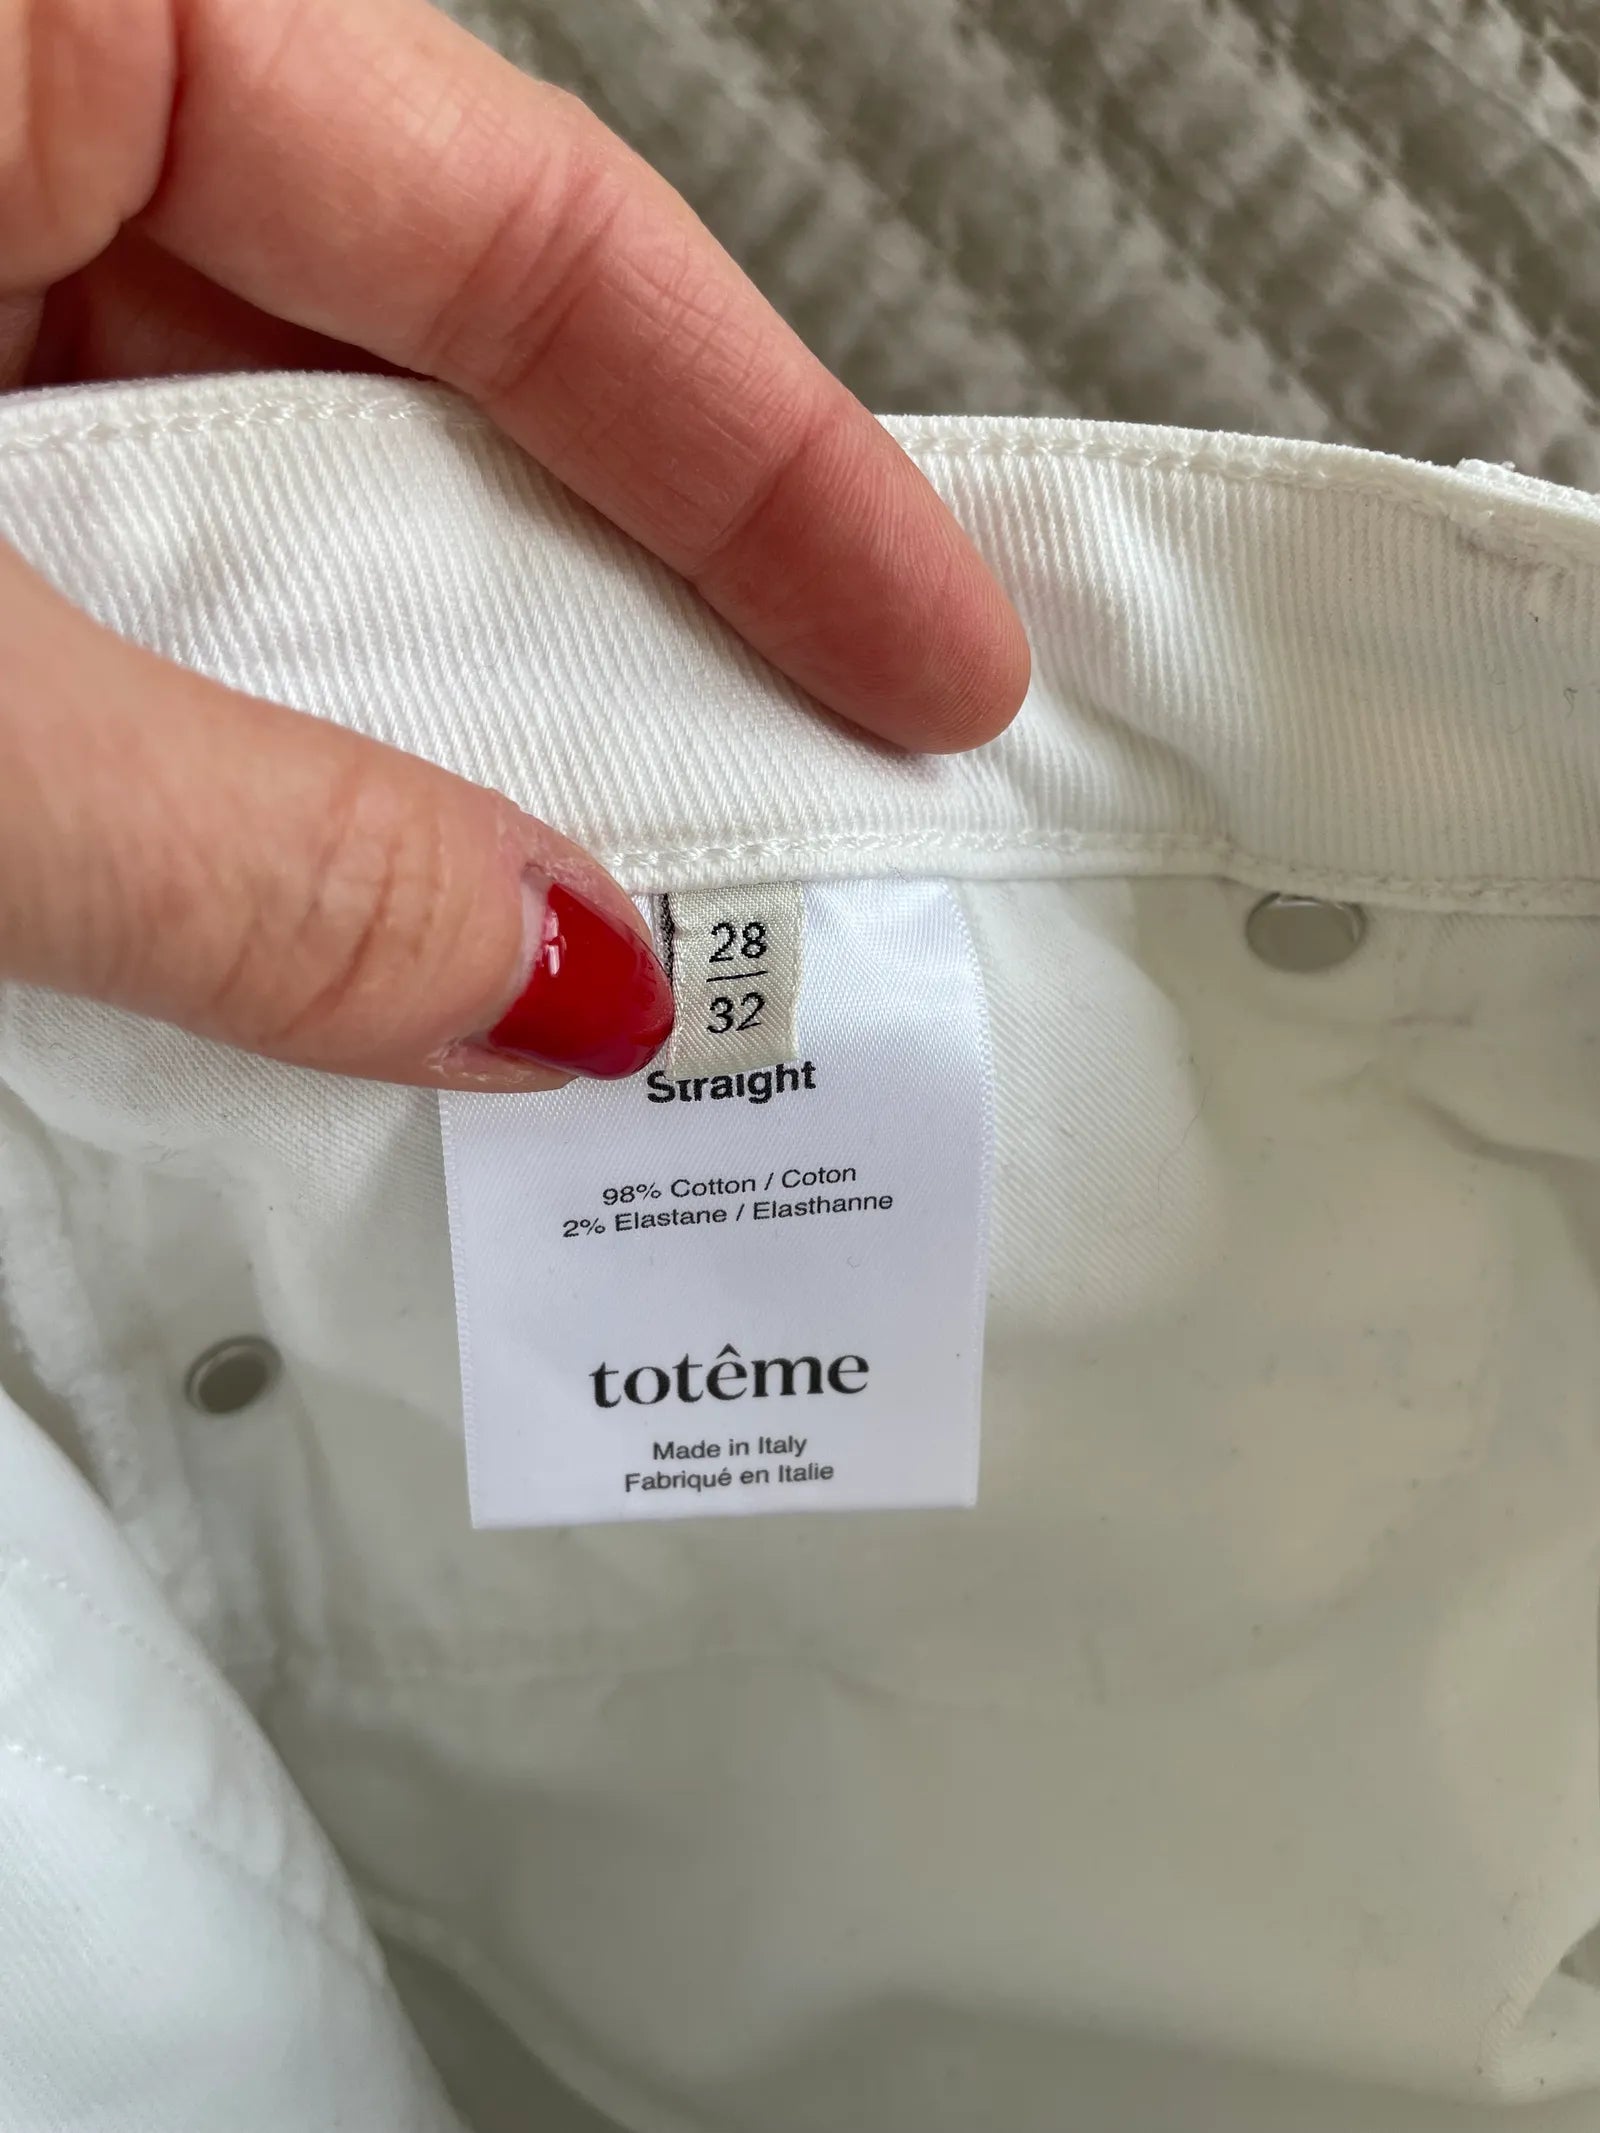 28
32
Straight
98% Cotton / Coton
2% Elastane / Elasthanne
totême
Made in Italy
Fabriqué en Italie